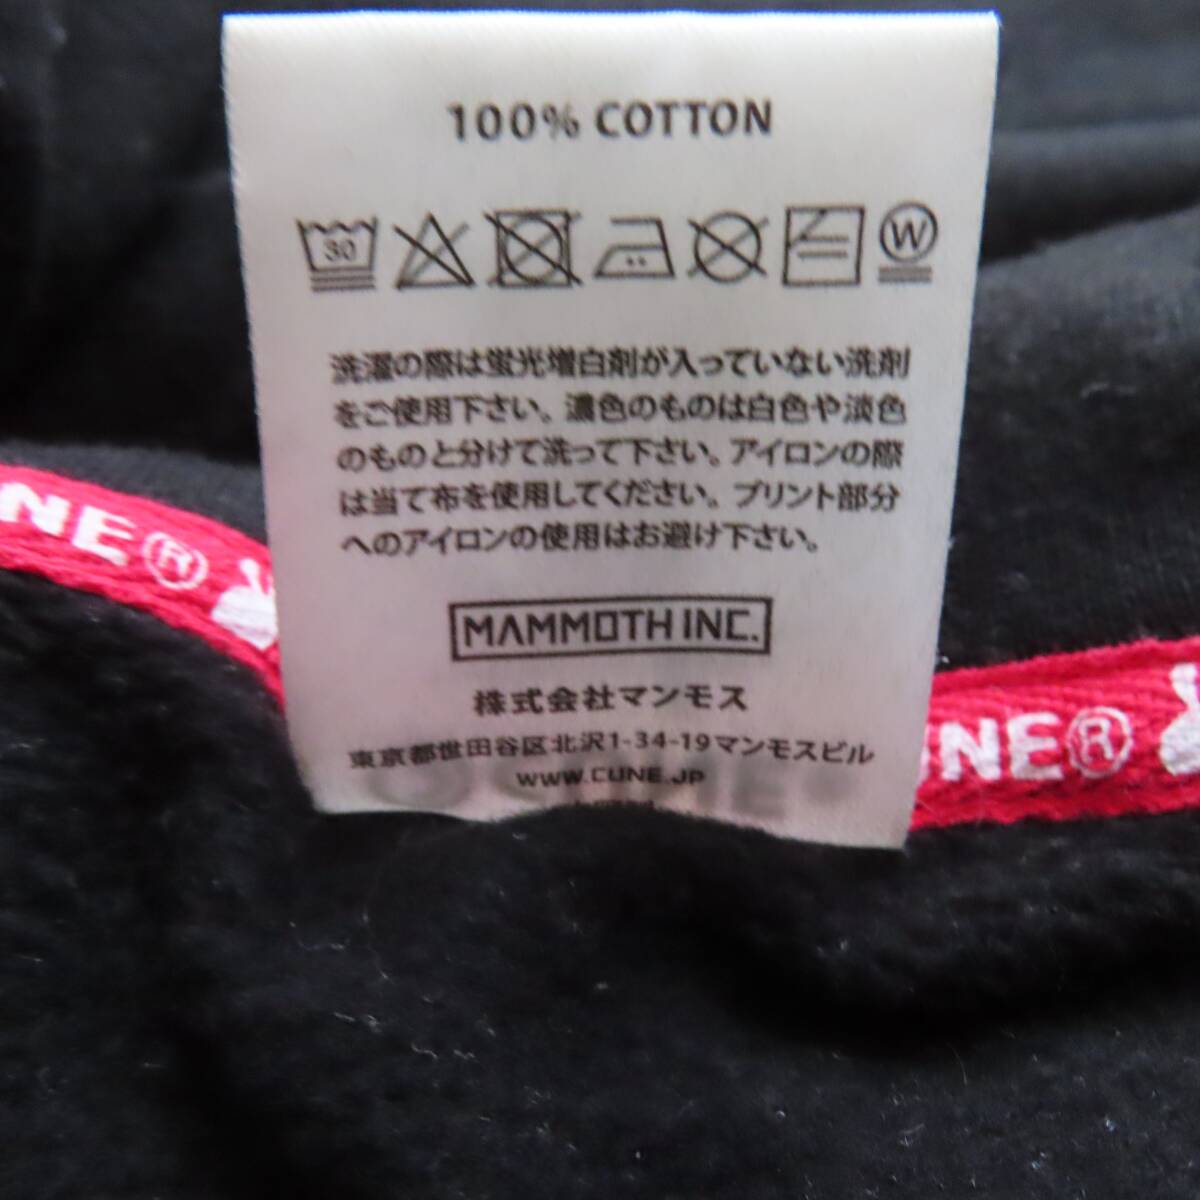 100% COTTON
30
W
洗濯の際は蛍光増白剤が入っていない洗剤
をご使用下さい。濃色のものは白色や淡色
のものと分けて洗って下さい。アイロンの際
は当て布を使用してください。プリント部分
へのアイロンの使用はお避け下さい。
NE®
MAMMOTH INC.
株式会社マンモス
UNE®
東京都世田谷区北沢1-34-19マンモスビル
WWW.CUNE.JP